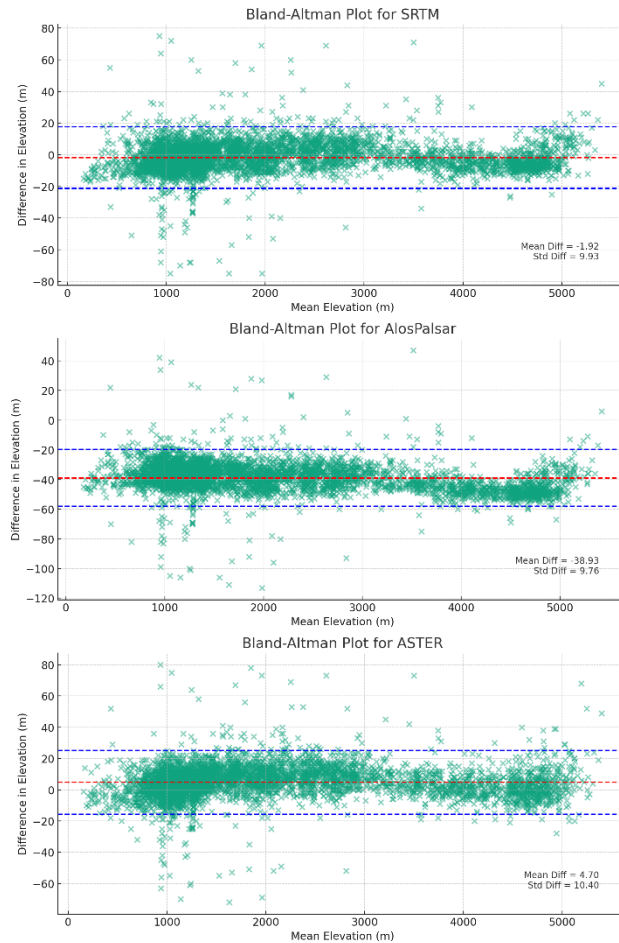 Bland-Altman Plot for SRTM
80
60
40
20
0
−20
−40
−60
−80
Difference in Elevation (m)
Mean Diff = -1.92
Std Diff = 9.93
0 1000 2000 3000 4000 5000
Mean Elevation (m)
Bland-Altman Plot for AlosPalsar
40
20
0
−20
−40
−60
−80
−100
−120
Difference in Elevation (m)
Mean Diff = -38.93
Std Diff = 9.76
0 1000 2000 3000 4000 5000
Mean Elevation (m)
Bland-Altman Plot for ASTER
80
60
40
20
0
−20
−40
−60
Difference in Elevation (m)
Mean Diff = 4.70
Std Diff = 10.40
0 1000 2000 3000 4000 5000
Mean Elevation (m)